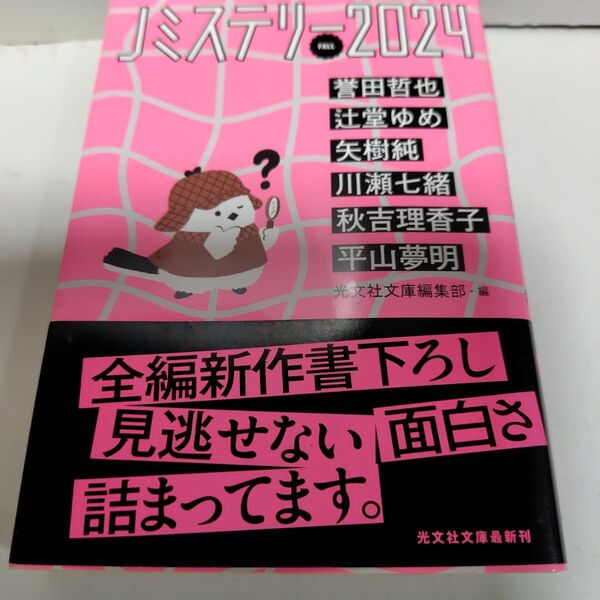 Jミステリー2024
FALL
誉田哲也
辻堂ゆめ
矢樹純
川瀬七緒
秋吉理香子
平山夢明
光文社文庫編集部・編
?
全編新作書下ろし
見逃せない 面白さ
詰まってます。
光文社文庫最新刊